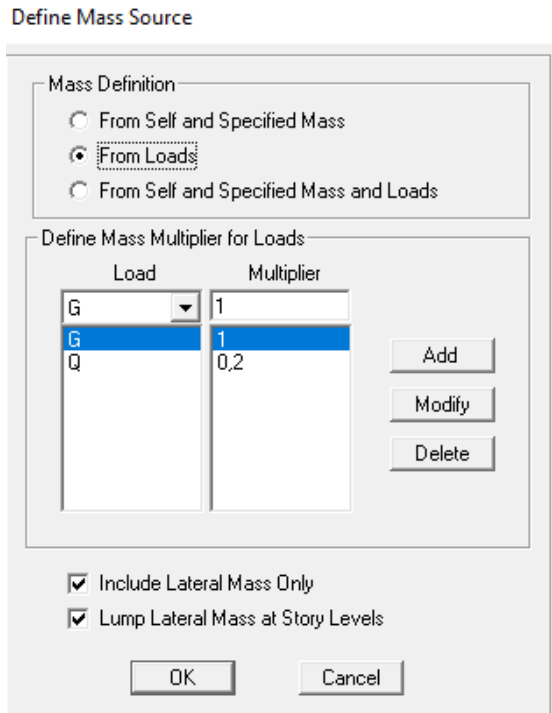 Define Mass Source
Mass Definition
From Self and Specified Mass
From Loads
From Self and Specified Mass and Loads
Define Mass Multiplier for Loads
Load Multiplier
G 1
G 1
Q 0,2
Add
Modify
Delete
Include Lateral Mass Only
Lump Lateral Mass at Story Levels
OK Cancel